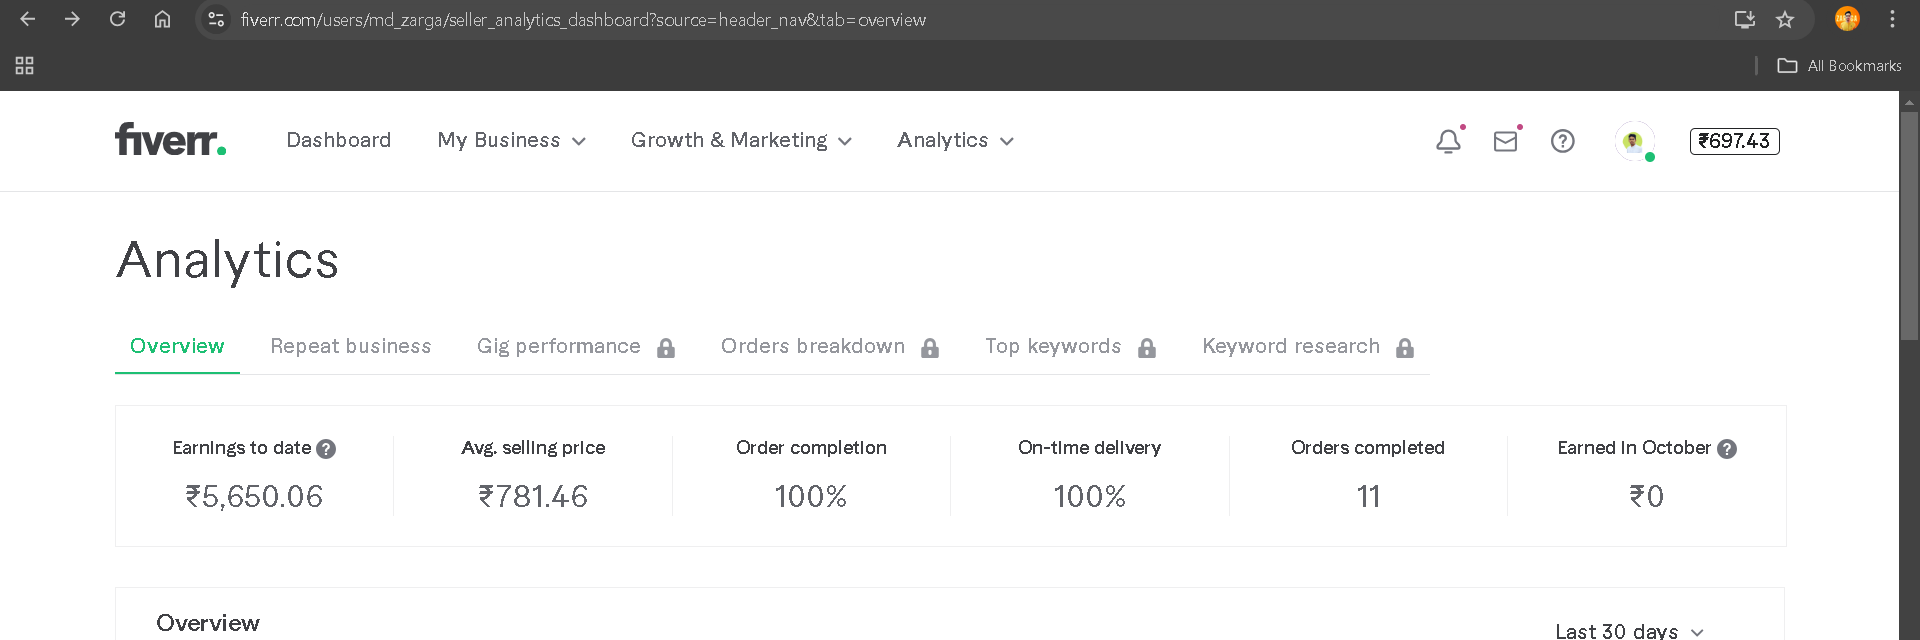 fiverr.com/users/md_zarga/seller_analytics_dashboard?source=header_nav&tab=overview
All Bookmarks
fiverr. Dashboard My Business Growth & Marketing Analytics ₹697.43
Analytics
Overview Repeat business Gig performance Orders breakdown Top keywords Keyword research
Earnings to date Avg. selling price Order completion On-time delivery Orders completed Earned in October
₹5,650.06 ₹781.46 100% 100% 11 ₹0
Overview
Last 30 days